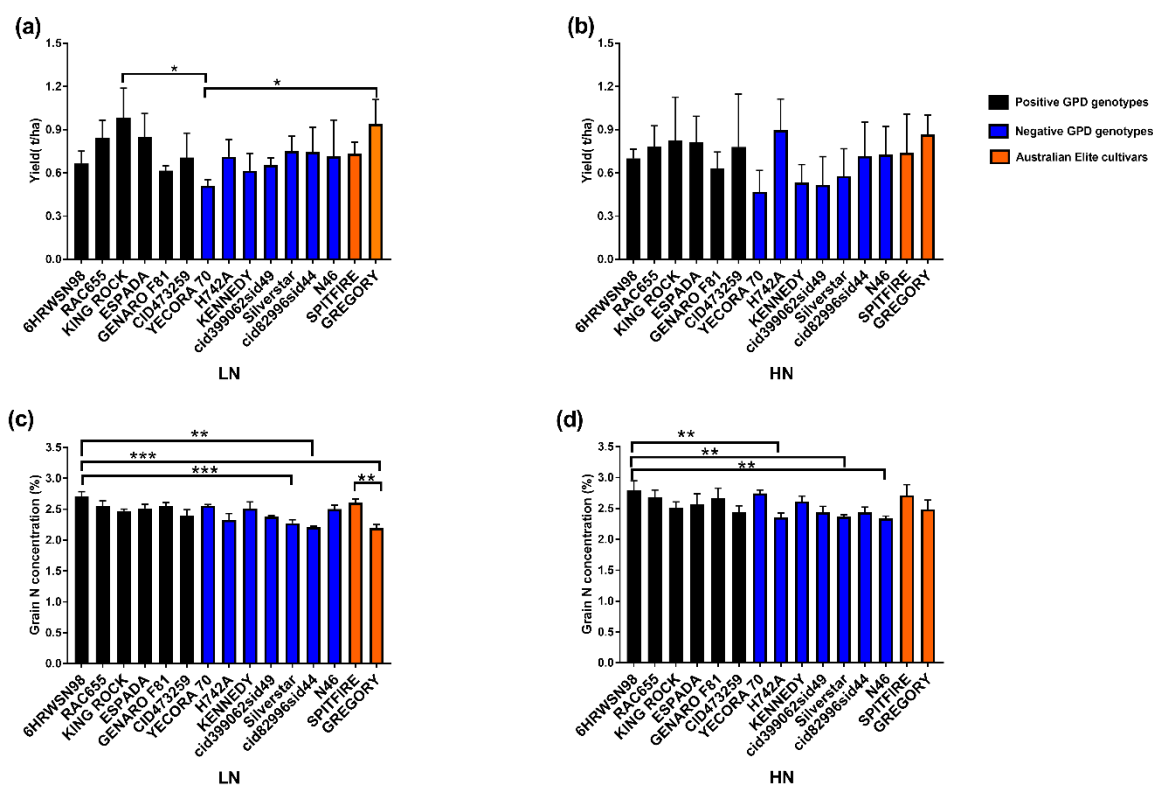 (a)
Yield( t/ha)
1.5
1.2
0.9
0.6
0.3
0.0
*
*
6HRWSN98
RAC655
KING ROCK
ESPADA
GENARO F81
CID473259
YECORA 70
H742A
KENNEDY
cid399062sid49
Silverstar
cid82996sid44
N46
SPITFIRE
GREGORY
LN
(b)
Yield( t/ha)
1.5
1.2
0.9
0.6
0.3
0.0
6HRWSN98
RAC655
KING ROCK
ESPADA
GENARO F81
CID473259
YECORA 70
H742A
KENNEDY
cid399062sid49
Silverstar
cid82996sid44
N46
SPITFIRE
GREGORY
HN
Positive GPD genotypes
Negative GPD genotypes
Australian Elite cultivars
(c)
Grain N concentration (%)
3.5
3.0
2.5
2.0
1.5
1.0
0.5
0.0
**
***
***
**
6HRWSN98
RAC655
KING ROCK
ESPADA
GENARO F81
CID473259
YECORA 70
H742A
KENNEDY
cid399062sid49
Silverstar
cid82996sid44
N46
SPITFIRE
GREGORY
LN
(d)
Grain N concentration (%)
3.5
3.0
2.5
2.0
1.5
1.0
0.5
0.0
**
**
**
6HRWSN98
RAC655
KING ROCK
ESPADA
GENARO F81
CID473259
YECORA 70
H742A
KENNEDY
cid399062sid49
Silverstar
cid82996sid44
N46
SPITFIRE
GREGORY
HN